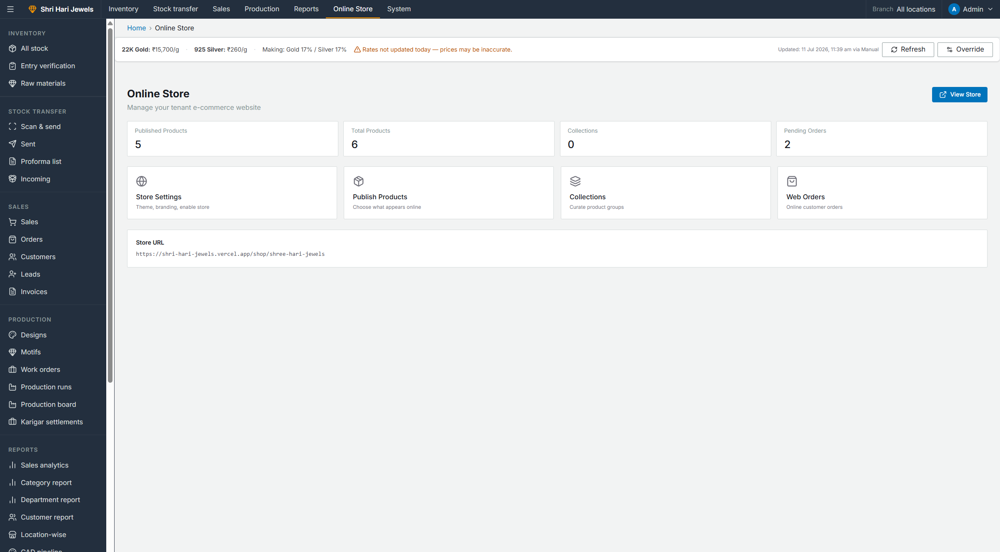 Shri Hari Jewels
Inventory Stock transfer Sales Production Reports Online Store System
Branch All locations
A Admin
INVENTORY
All stock
Entry verification
Raw materials
STOCK TRANSFER
Scan & send
Sent
Proforma list
Incoming
SALES
Sales
Orders
Customers
Leads
Invoices
PRODUCTION
Designs
Motifs
Work orders
Production runs
Production board
Karigar settlements
REPORTS
Sales analytics
Category report
Department report
Customer report
Location-wise
CAD pipeline
Home › Online Store
22K Gold: ₹15,700/g · 925 Silver: ₹260/g · Making: Gold 17% / Silver 17% Rates not updated today — prices may be inaccurate.
Updated: 11 Jul 2026, 11:39 am via Manual Refresh Override
Online Store
Manage your tenant e-commerce website
View Store
Published Products
5
Total Products
6
Collections
0
Pending Orders
2
Store Settings
Theme, branding, enable store
Publish Products
Choose what appears online
Collections
Curate product groups
Web Orders
Online customer orders
Store URL
https://shri-hari-jewels.vercel.app/shop/shree-hari-jewels